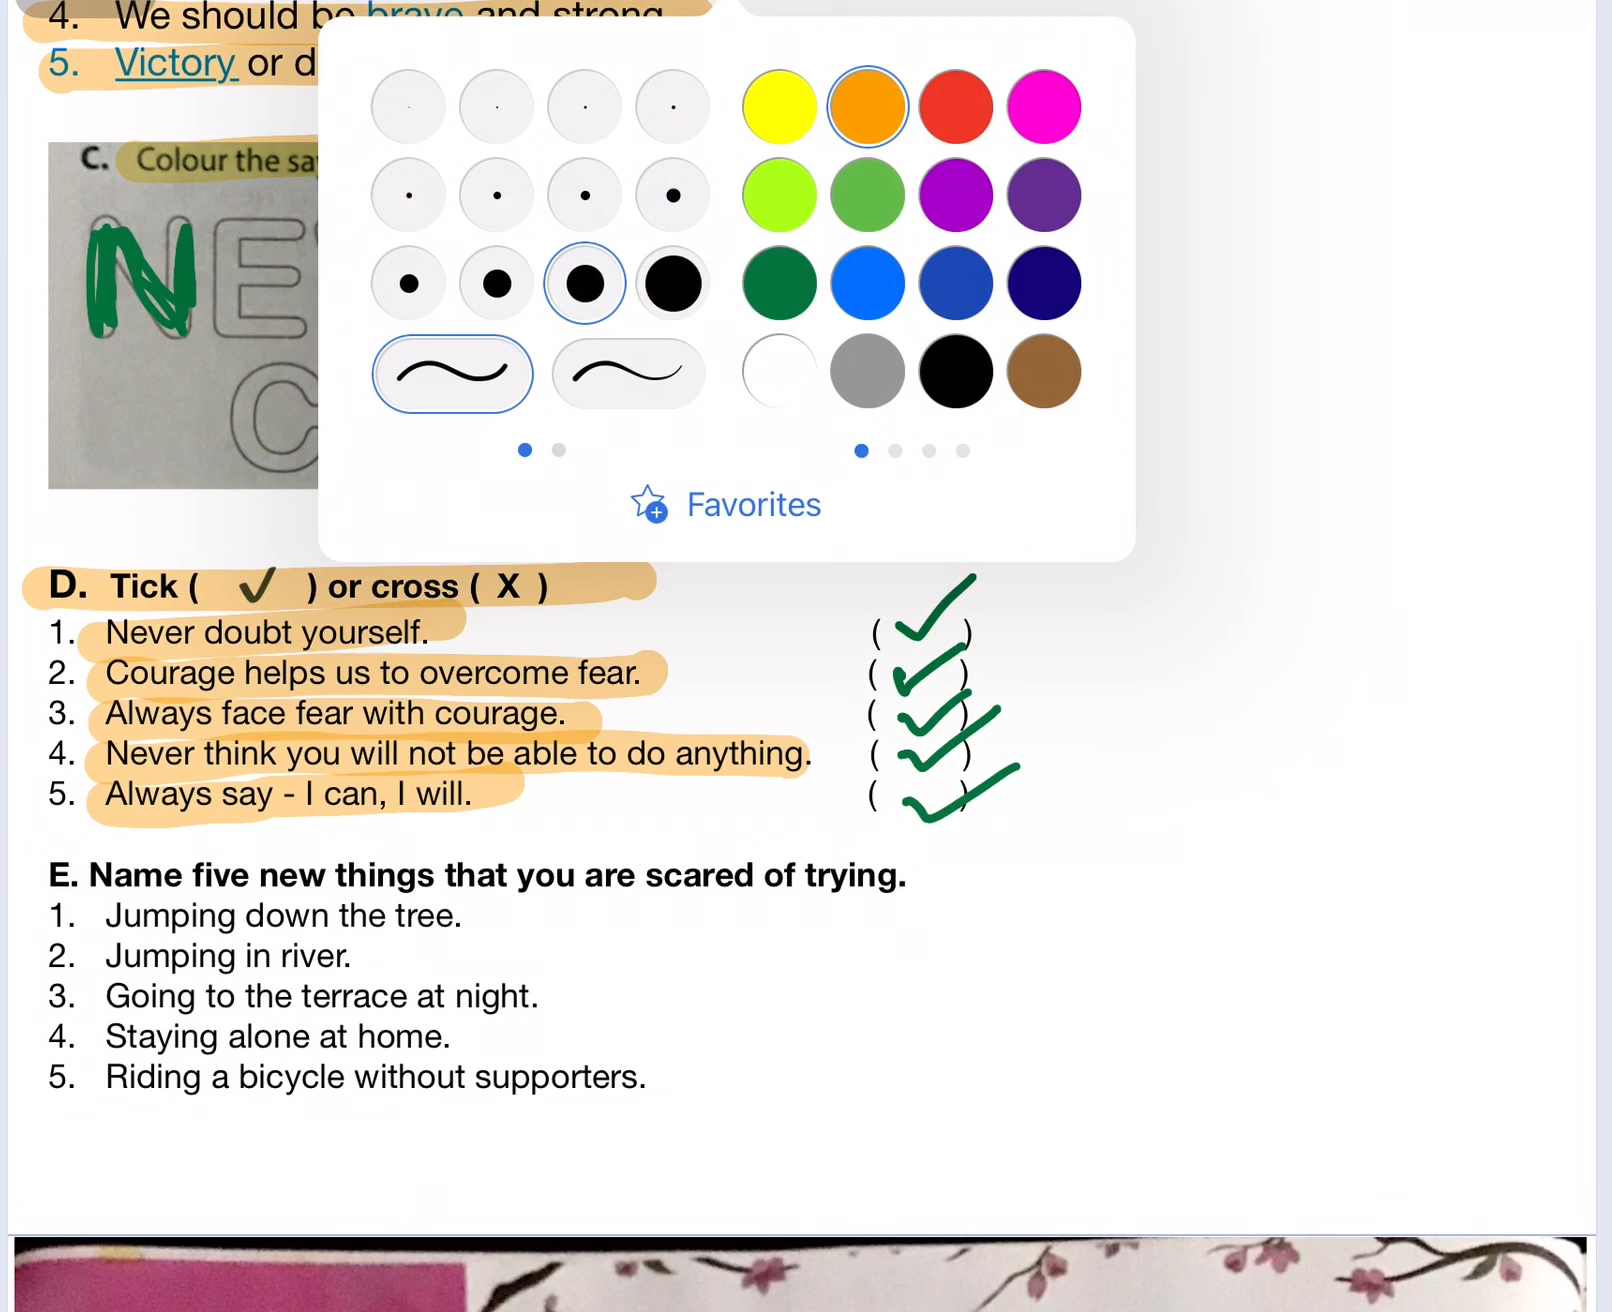 4. We should be brave and strong
5. Victory or d
C. Colour the sa
NE
C
Favorites
D. Tick ( ✓ ) or cross ( X )
1. Never doubt yourself. ( ✓ )
2. Courage helps us to overcome fear. ( ✓ )
3. Always face fear with courage. ( ✓ )
4. Never think you will not be able to do anything. ( ✓ )
5. Always say - I can, I will. ( ✓ )
E. Name five new things that you are scared of trying.
1. Jumping down the tree.
2. Jumping in river.
3. Going to the terrace at night.
4. Staying alone at home.
5. Riding a bicycle without supporters.